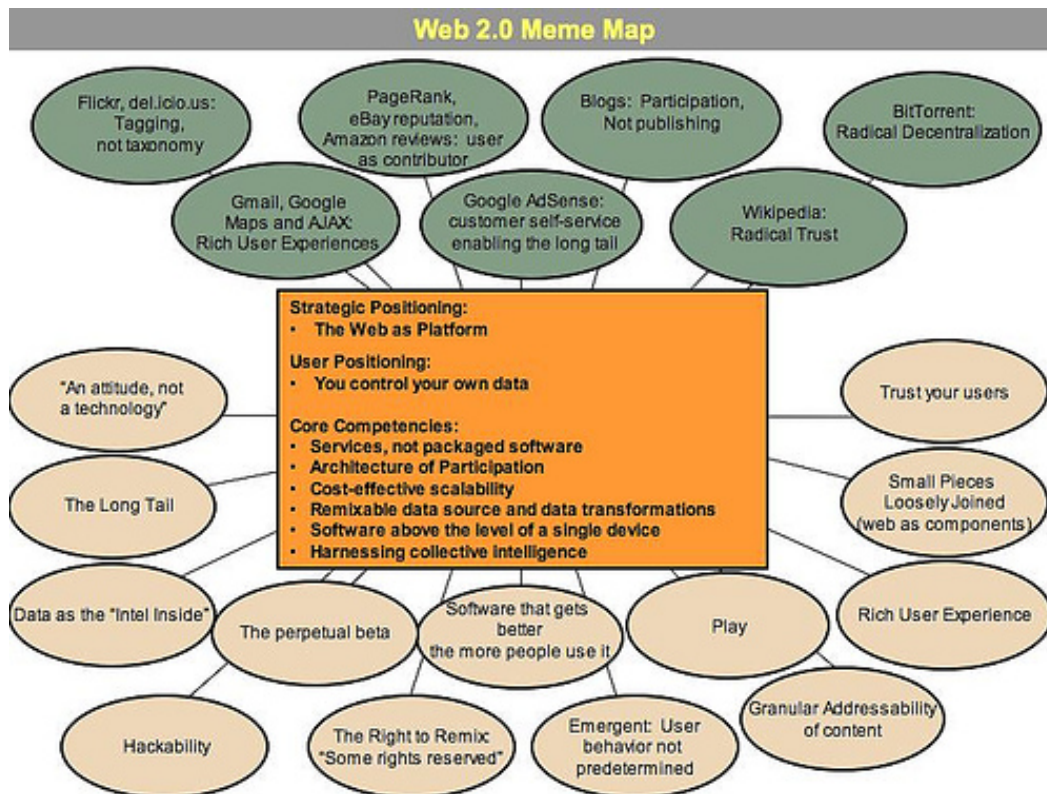 Web 2.0 Meme Map
Flickr, del.icio.us:
Tagging,
not taxonomy
PageRank,
eBay reputation,
Amazon reviews: user
as contributor
Blogs: Participation,
Not publishing
BitTorrent:
Radical Decentralization
Gmail, Google
Maps and AJAX:
Rich User Experiences
Google AdSense:
customer self-service
enabling the long tail
Wikipedia:
Radical Trust
Strategic Positioning:
• The Web as Platform
User Positioning:
• You control your own data
Core Competencies:
• Services, not packaged software
• Architecture of Participation
• Cost-effective scalability
• Remixable data source and data transformations
• Software above the level of a single device
• Harnessing collective intelligence
"An attitude, not
a technology"
Trust your users
The Long Tail
Small Pieces
Loosely Joined
(web as components)
Data as the "Intel Inside"
The perpetual beta
Software that gets
better
the more people use it
Play
Rich User Experience
Hackability
The Right to Remix:
"Some rights reserved"
Emergent: User
behavior not
predetermined
Granular Addressability
of content